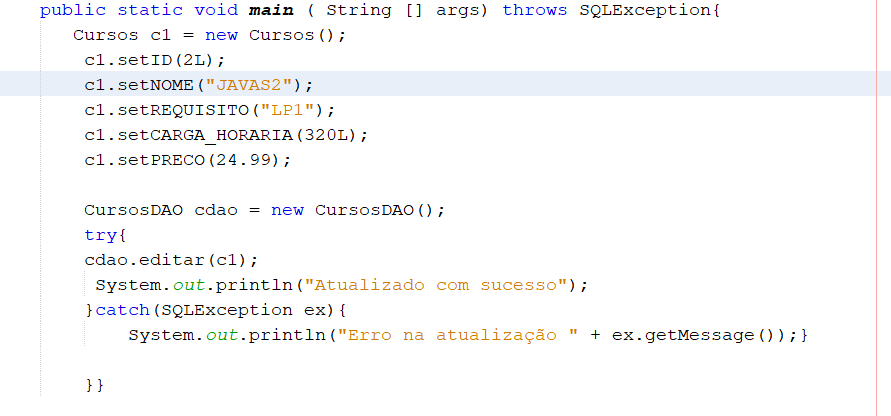 public static void main ( String [] args) throws SQLException{
Cursos c1 = new Cursos();
c1.setID(2L);
c1.setNOME("JAVAS2");
c1.setREQUISITO("LP1");
c1.setCARGA_HORARIA(320L);
c1.setPRECO(24.99);
CursosDAO cdao = new CursosDAO();
try{
cdao.editar(c1);
System.out.println("Atualizado com sucesso");
}catch(SQLException ex){
System.out.println("Erro na atualização " + ex.getMessage());}
}}